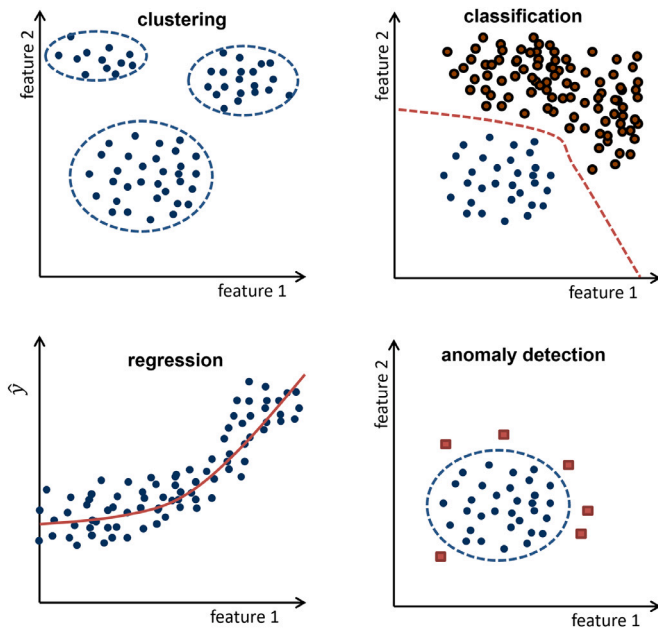 clustering
feature 2
feature 1
classification
feature 2
feature 1
regression
ŷ
feature 1
anomaly detection
feature 2
feature 1